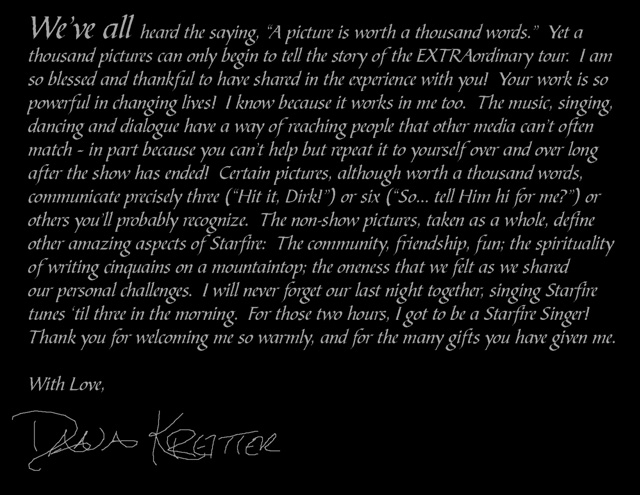 We've all heard the saying, "A picture is worth a thousand words."  Yet a
thousand pictures can only begin to tell the story of the EXTRAordinary tour.  I am
so blessed and thankful to have shared in the experience with you!  Your work is so
powerful in changing lives!  I know because it works in me too.  The music, singing,
dancing and dialogue have a way of reaching people that other media can't often
match - in part because you can't help but repeat it to yourself over and over long
after the show has ended!  Certain pictures, although worth a thousand words,
communicate precisely three ("Hit it, Dirk!") or six ("So... tell Him hi for me?") or
others you'll probably recognize.  The non-show pictures, taken as a whole, define
other amazing aspects of Starfire:  The community, friendship, fun; the spirituality
of writing cinquains on a mountaintop; the oneness that we felt as we shared
our personal challenges.  I will never forget our last night together, singing Starfire
tunes 'til three in the morning.  For those two hours, I got to be a Starfire Singer!
Thank you for welcoming me so warmly, and for the many gifts you have given me.
With Love,
Dana Kreitter